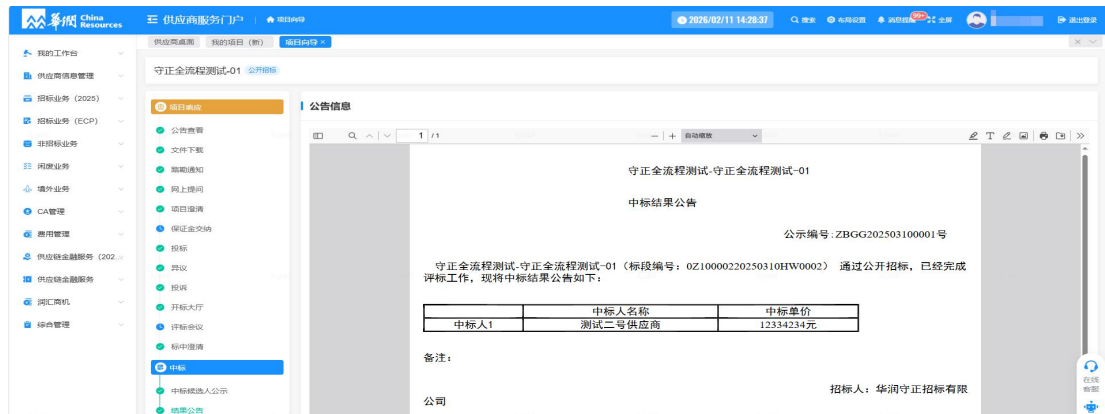 華潤 China Resources
供应商服务门户 项目向导 2026/02/11 14:28:37 搜索 布局设置 消息提醒 99+ 全屏 退出登录
供应商桌面 我的项目（新） 项目向导 ×
我的工作台
供应商信息管理
招标业务（2025）
招标业务（ECP）
非招标业务
闲废业务
境外业务
CA管理
费用管理
供应链金融服务（202..
供应链金融服务
润汇商机
综合管理
守正全流程测试-01 公开招标
项目响应
公告查看
文件下载
踏勘通知
网上提问
项目澄清
保证金交纳
投标
异议
投诉
开标大厅
评标会议
标中澄清
中标
中标候选人公示
结果公告
公告信息
1 /1 自动缩放
守正全流程测试-守正全流程测试-01
中标结果公告
公示编号:ZBGG202503100001号
守正全流程测试-守正全流程测试-01（标段编号：0Z10000220250310HW0002） 通过公开招标，已经完成
评标工作，现将中标结果公告如下：
中标人名称 中标单价
中标人1 测试二号供应商 12334234元
备注：
招标人：华润守正招标有限
公司
在线
客服